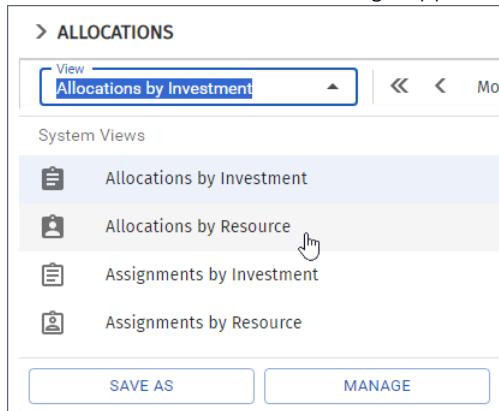 ALLOCATIONS
View
Allocations by Investment
Mo
System Views
Allocations by Investment
Allocations by Resource
Assignments by Investment
Assignments by Resource
SAVE AS MANAGE